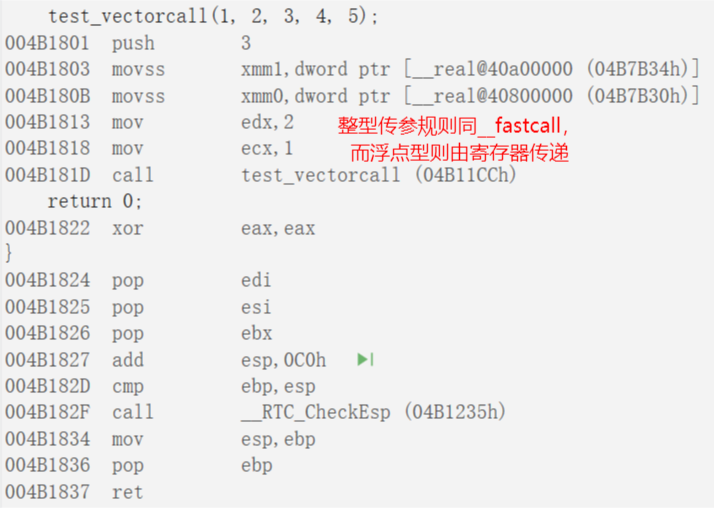 test_vectorcall(1, 2, 3, 4, 5);
004B1801 push 3
004B1803 movss xmm1,dword ptr [__real@40a00000 (04B7B34h)]
004B180B movss xmm0,dword ptr [__real@40800000 (04B7B30h)]
004B1813 mov edx,2 整型传参规则同__fastcall,
004B1818 mov ecx,1 而浮点型则由寄存器传递
004B181D call test_vectorcall (04B11CCh)
return 0;
004B1822 xor eax,eax
}
004B1824 pop edi
004B1825 pop esi
004B1826 pop ebx
004B1827 add esp,0C0h
004B182D cmp ebp,esp
004B182F call __RTC_CheckEsp (04B1235h)
004B1834 mov esp,ebp
004B1836 pop ebp
004B1837 ret